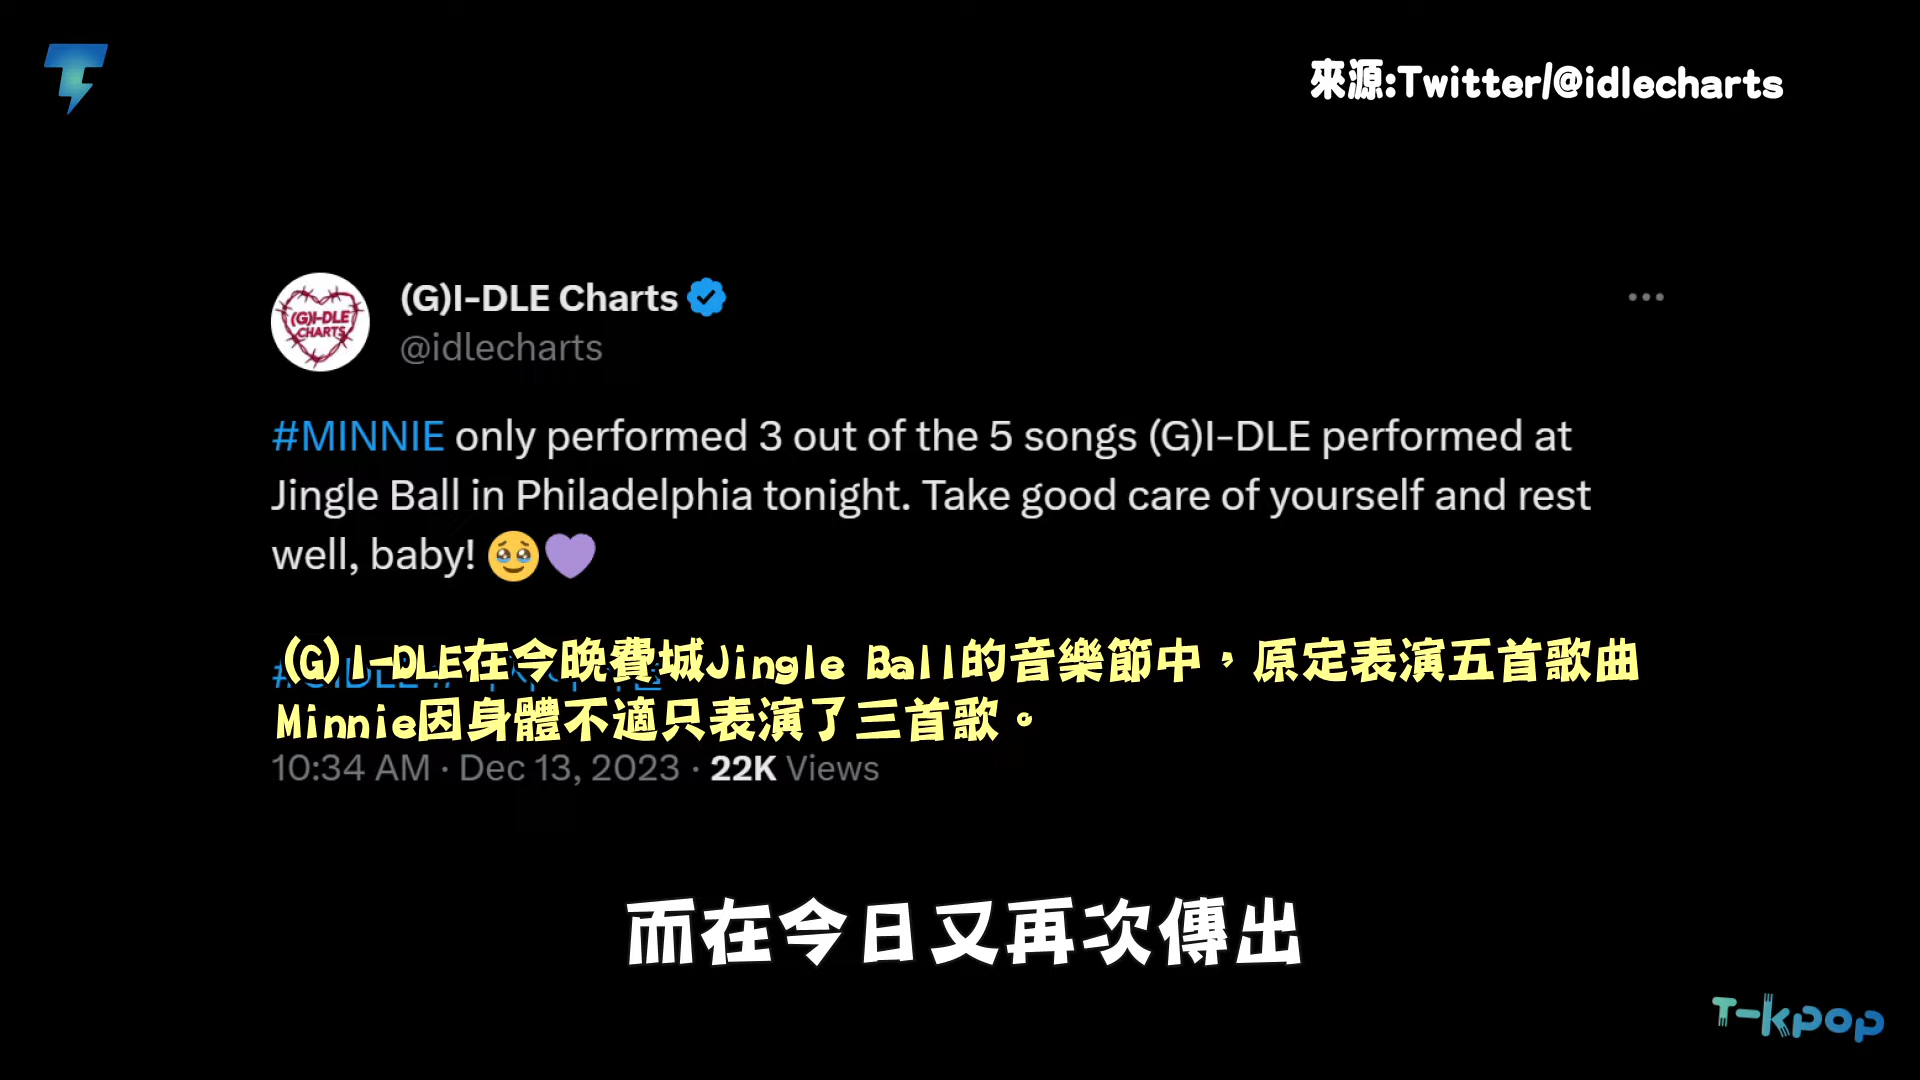 來源:Twitter/@idlecharts
(G)I-DLE Charts
@idlecharts
(G)I-DLE
CHARTS
#MINNIE only performed 3 out of the 5 songs (G)I-DLE performed at
Jingle Ball in Philadelphia tonight. Take good care of yourself and rest
well, baby! 🥹💜
(G)I-DLE在今晚費城Jingle Ball的音樂節中，原定表演五首歌曲
Minnie因身體不適只表演了三首歌。
10:34 AM · Dec 13, 2023 · 22K Views
而在今日又再次傳出
T-kpop